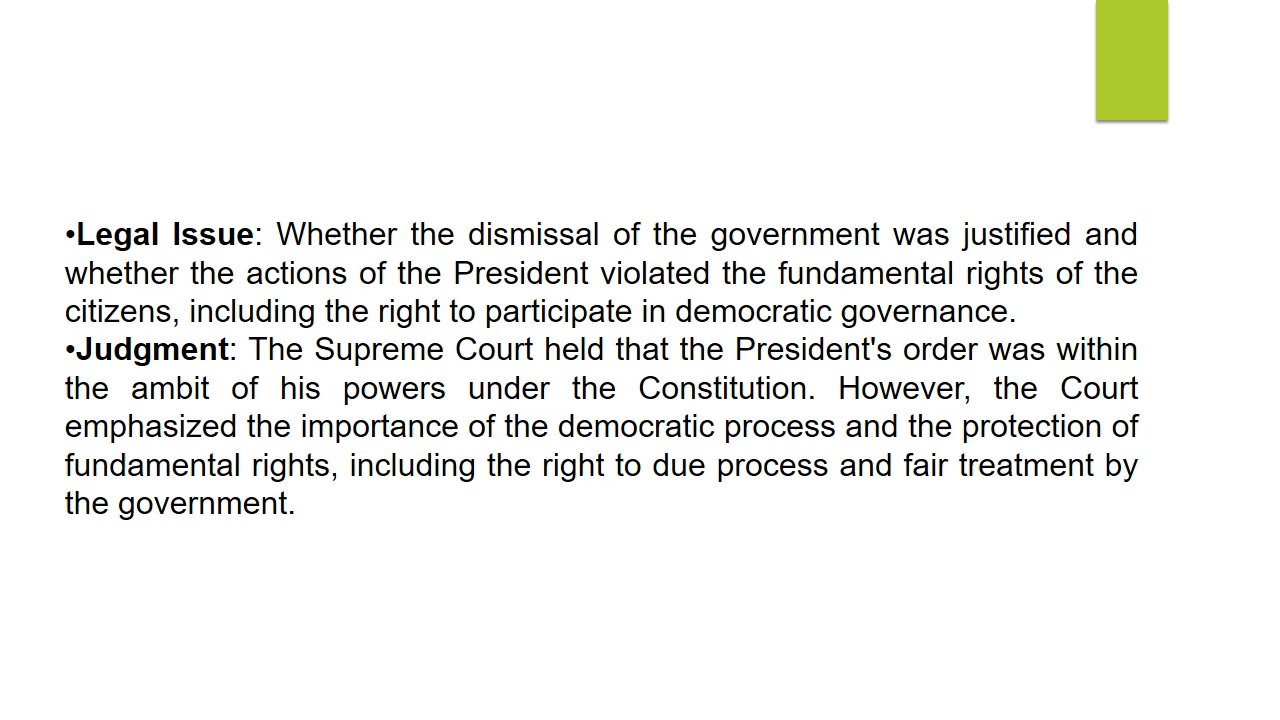 •Legal Issue: Whether the dismissal of the government was justified and
whether the actions of the President violated the fundamental rights of the
citizens, including the right to participate in democratic governance.
•Judgment: The Supreme Court held that the President's order was within
the ambit of his powers under the Constitution. However, the Court
emphasized the importance of the democratic process and the protection of
fundamental rights, including the right to due process and fair treatment by
the government.